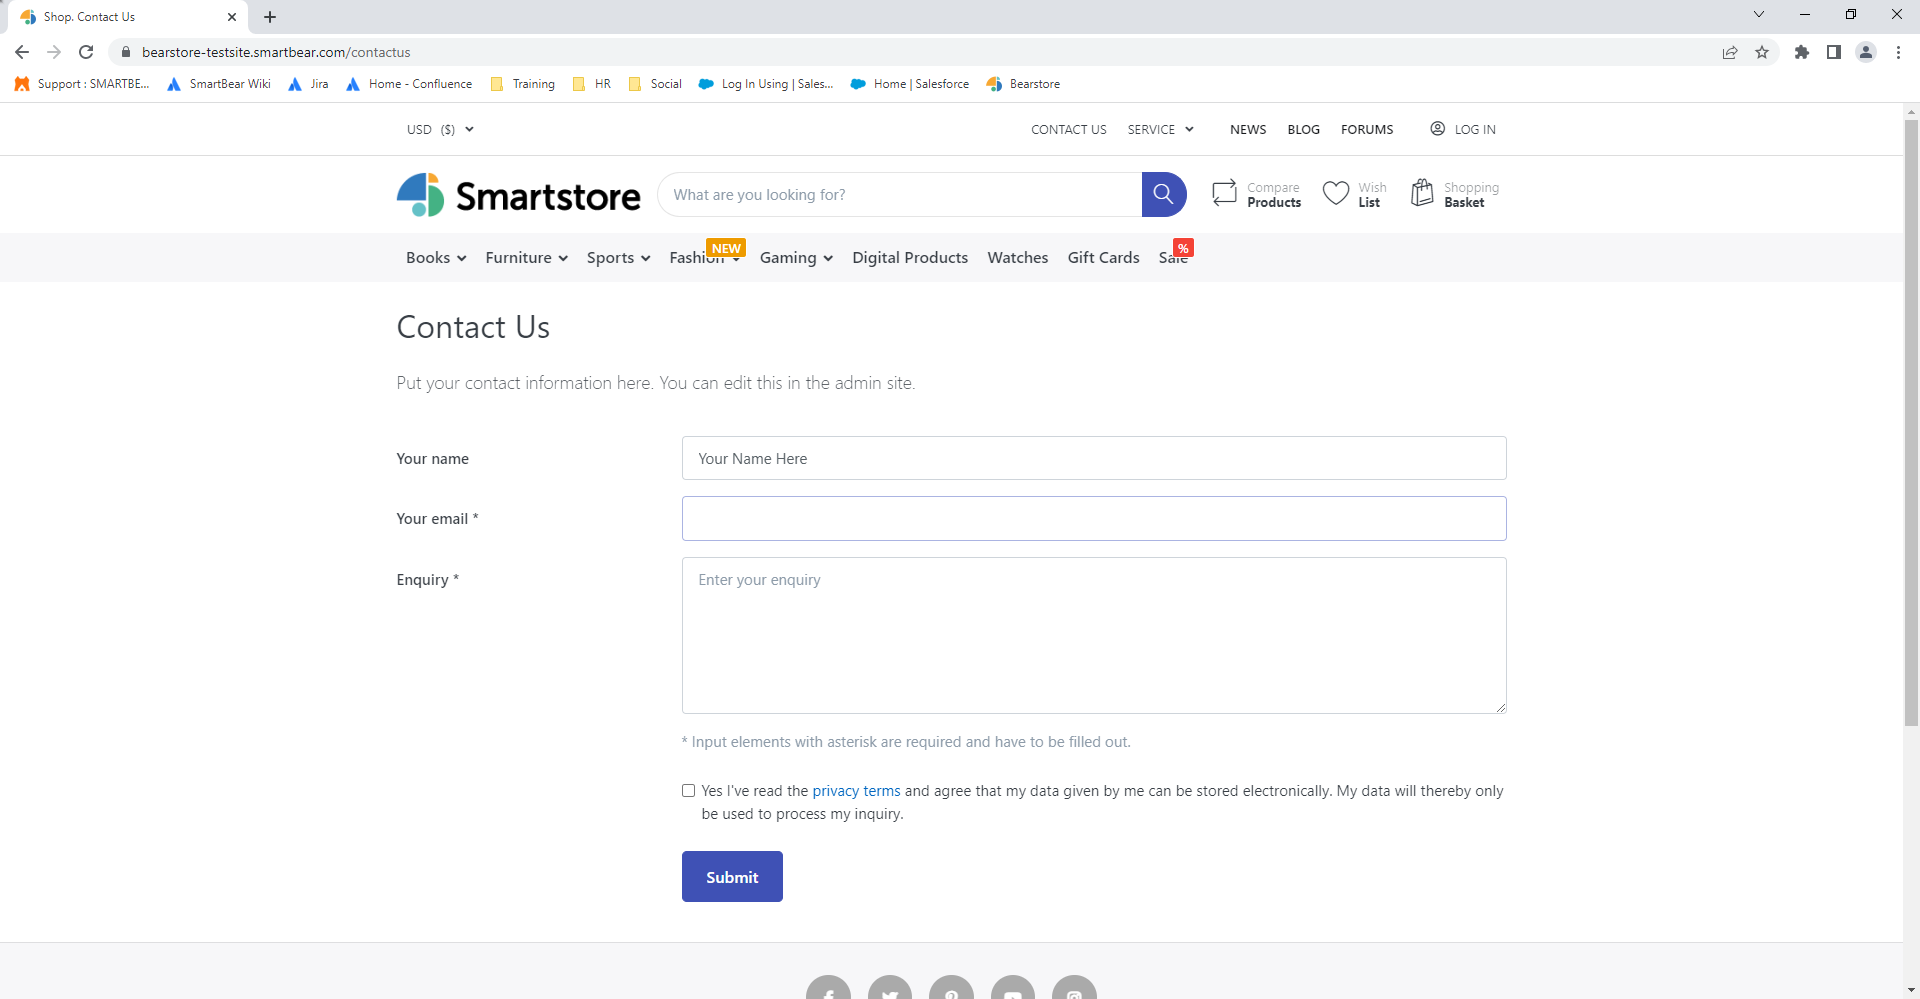 Shop. Contact Us
bearstore-testsite.smartbear.com/contactus
Support : SMARTBE...
SmartBear Wiki
Jira
Home - Confluence
Training
HR
Social
Log In Using | Sales...
Home | Salesforce
Bearstore
USD ($)
CONTACT US
SERVICE
NEWS
BLOG
FORUMS
LOG IN
Smartstore
What are you looking for?
Compare
Products
Wish
List
Shopping
Basket
Books
Furniture
Sports
Fashion
NEW
Gaming
Digital Products
Watches
Gift Cards
Sale
%
Contact Us
Put your contact information here. You can edit this in the admin site.
Your name
Your Name Here
Your email *
Enquiry *
Enter your enquiry
* Input elements with asterisk are required and have to be filled out.
Yes I've read the privacy terms and agree that my data given by me can be stored electronically. My data will thereby only
be used to process my inquiry.
Submit